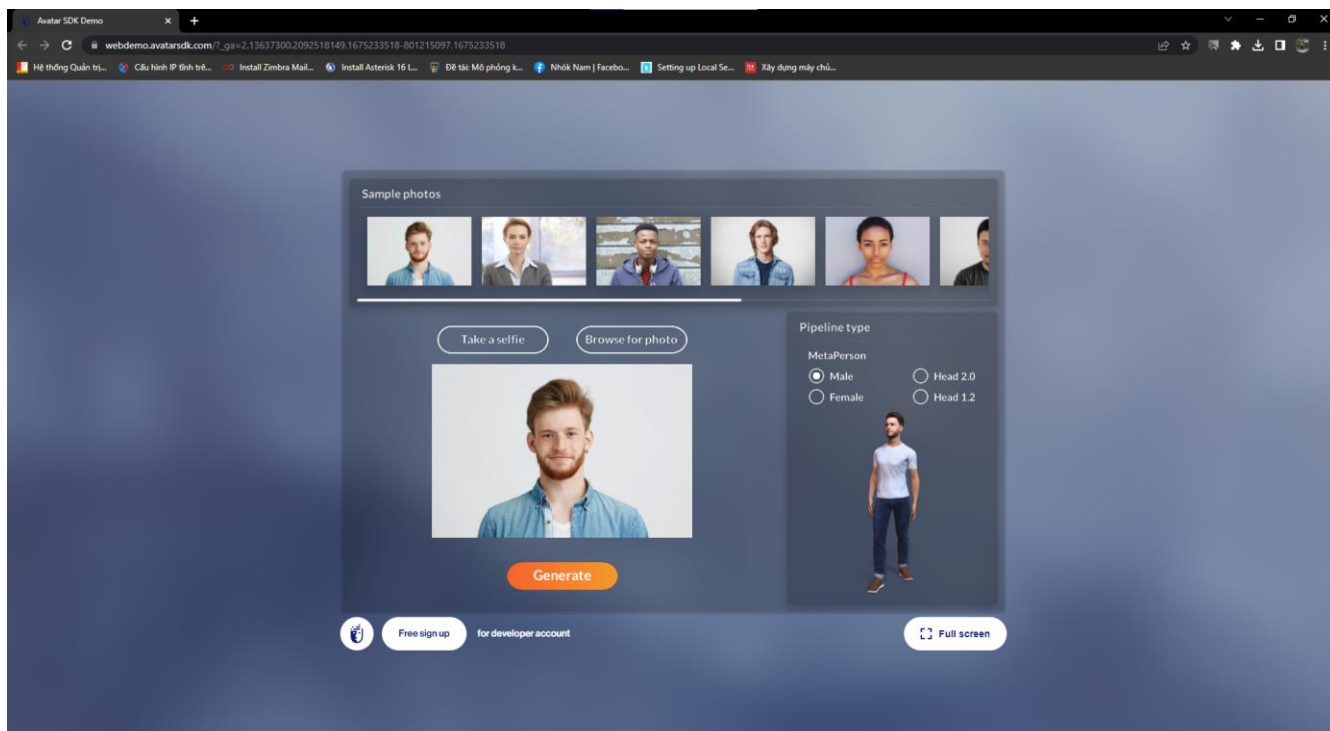 Avatar SDK Demo
webdemo.avatarsdk.com/?_ga=2.13637300.2092518149.1675233518-801215097.1675233518
Hệ thống Quản trị... Cấu hình IP tĩnh trê... Install Zimbra Mail... Install Asterisk 16 L... Đề tài: Mô phỏng k... Nhók Nam | Facebo... Setting up Local Se... Xây dựng máy chủ...
Sample photos
Take a selfie Browse for photo
Pipeline type
MetaPerson
Male Head 2.0
Female Head 1.2
Generate
Free sign up for developer account Full screen